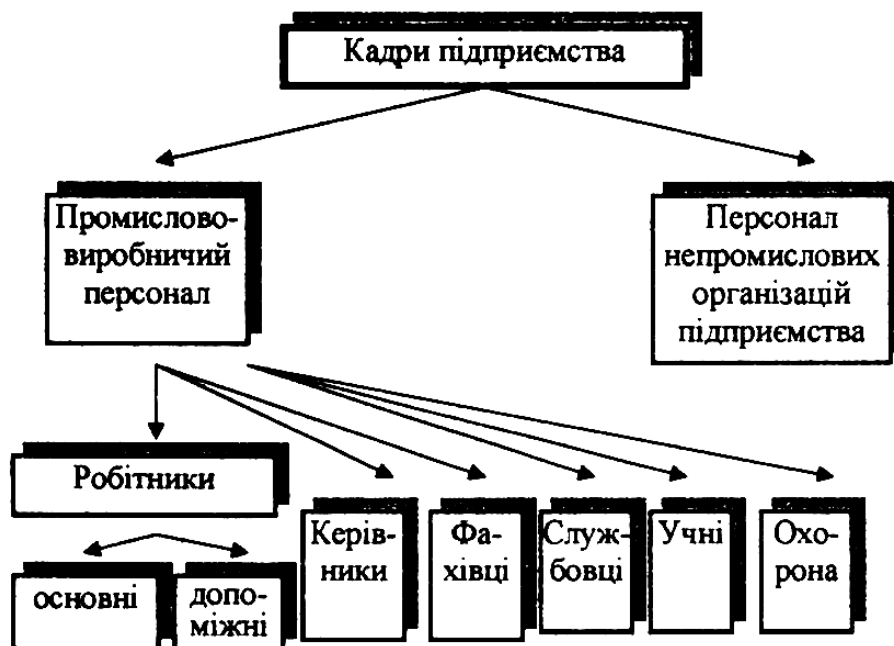 Кадри підприємства
Промислово-
виробничий
персонал
Персонал
непромислових
організацій
підприємства
Робітники
основні
допо-
міжні
Керів-
ники
Фа-
хівці
Служ-
бовці
Учні
Охо-
рона